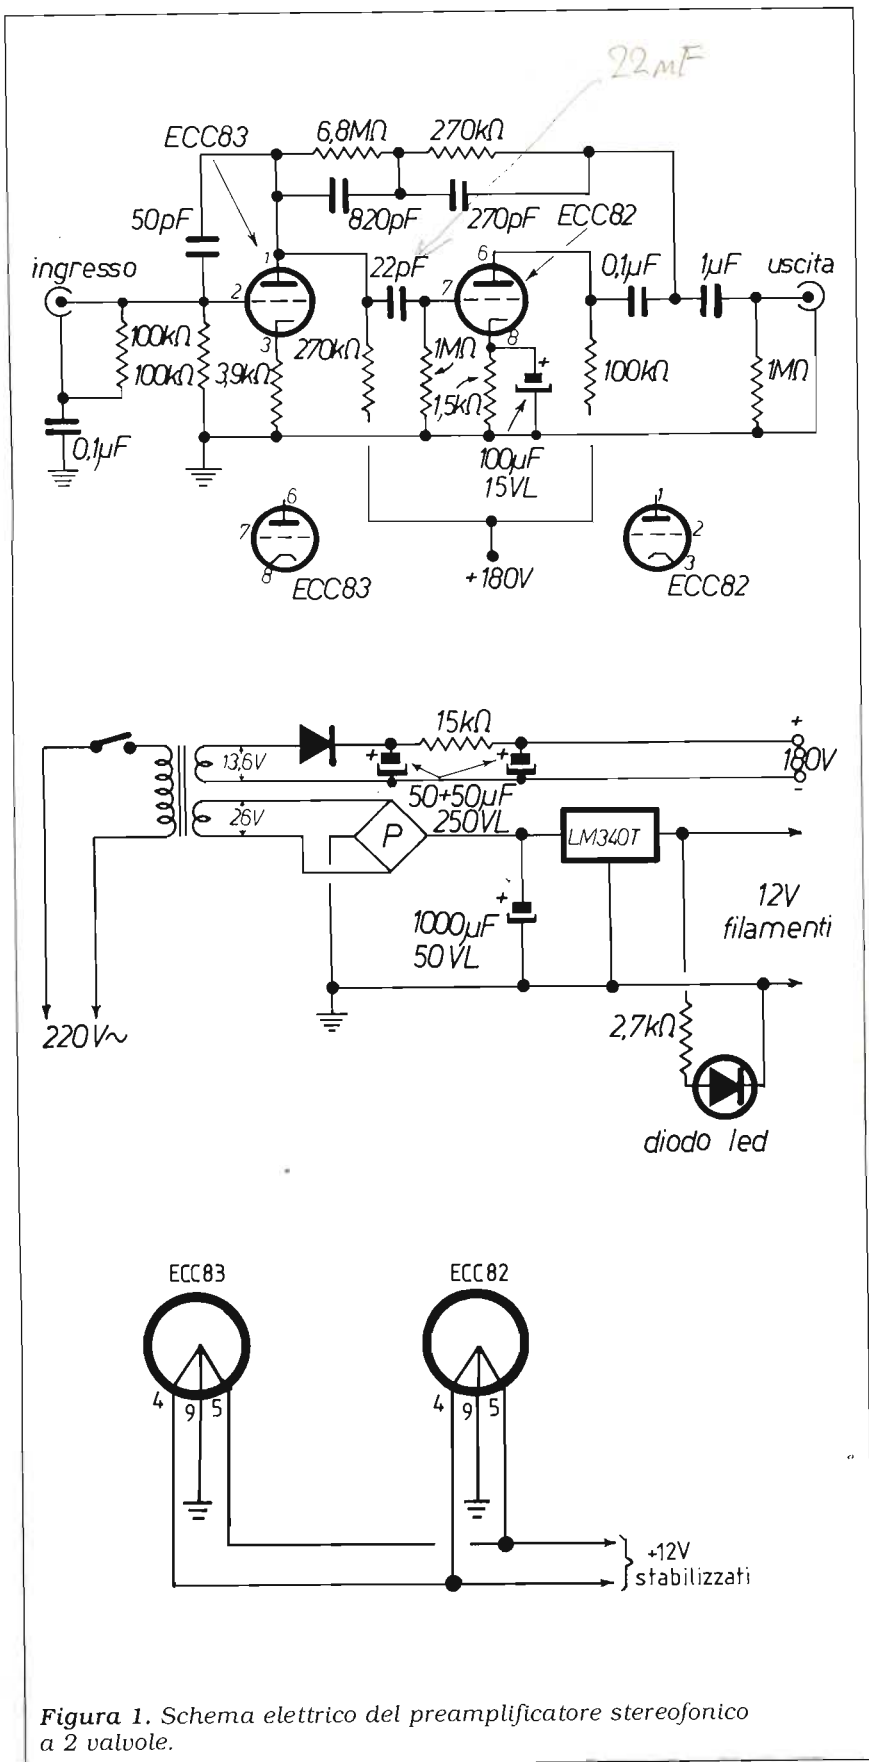 22mF
ECC83
6,8MΩ
270kΩ
50pF
820pF
270pF
ECC82
ingresso
1
22pF
6
0,1µF
1µF
uscita
2
7
3
8
100kΩ
100kΩ
3,9kΩ
270kΩ
1MΩ
1,5kΩ
+
100kΩ
1MΩ
0,1µF
100µF
15VL
6
7
8
ECC83
+180V
1
2
3
ECC82
15kΩ
+
13,6V
+
+
180V
-
50+50µF
250VL
26V
P
LM340T
+
1000µF
50VL
12V
filamenti
220V~
2,7kΩ
diodo led
ECC83
ECC82
4
9
5
4
9
5
+12V
stabilizzati
Figura 1. Schema elettrico del preamplificatore stereofonico
a 2 valvole.